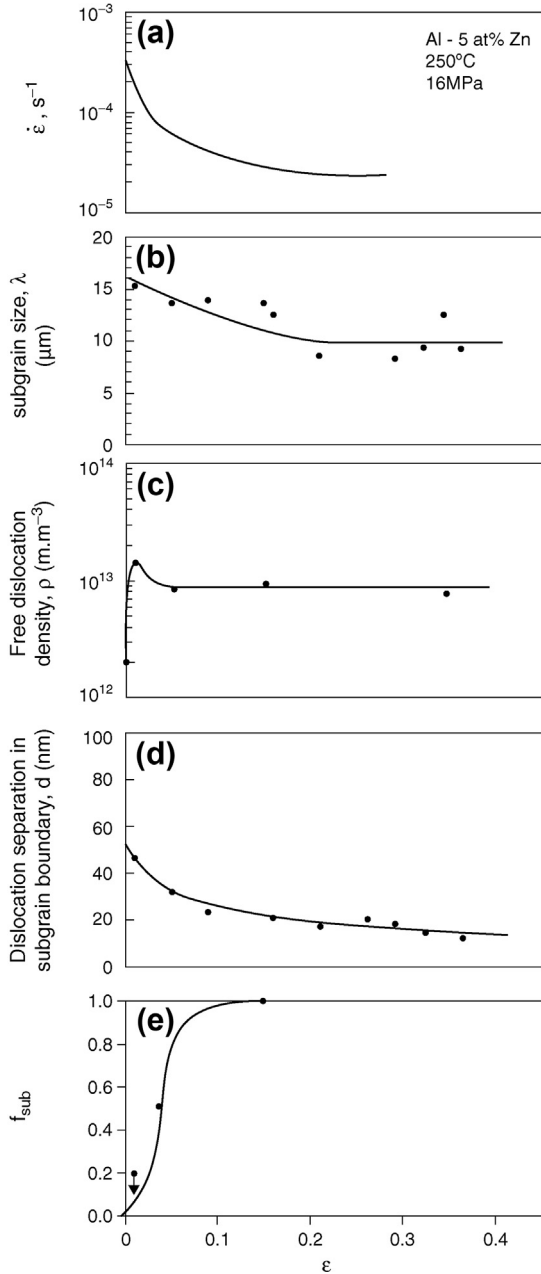 (a)
Al - 5 at% Zn
250°C
16MPa
10⁻³
10⁻⁴
10⁻⁵
ε̇ , s⁻¹
(b)
20
15
10
5
0
subgrain size, λ
(μm)
(c)
10¹⁴
10¹³
10¹²
Free dislocation
density, ρ (m.m⁻³)
(d)
100
80
60
40
20
0
Dislocation separation in
subgrain boundary, d (nm)
(e)
1.0
0.8
0.6
0.4
0.2
0.0
f_sub
0 0.1 0.2 0.3 0.4
ε